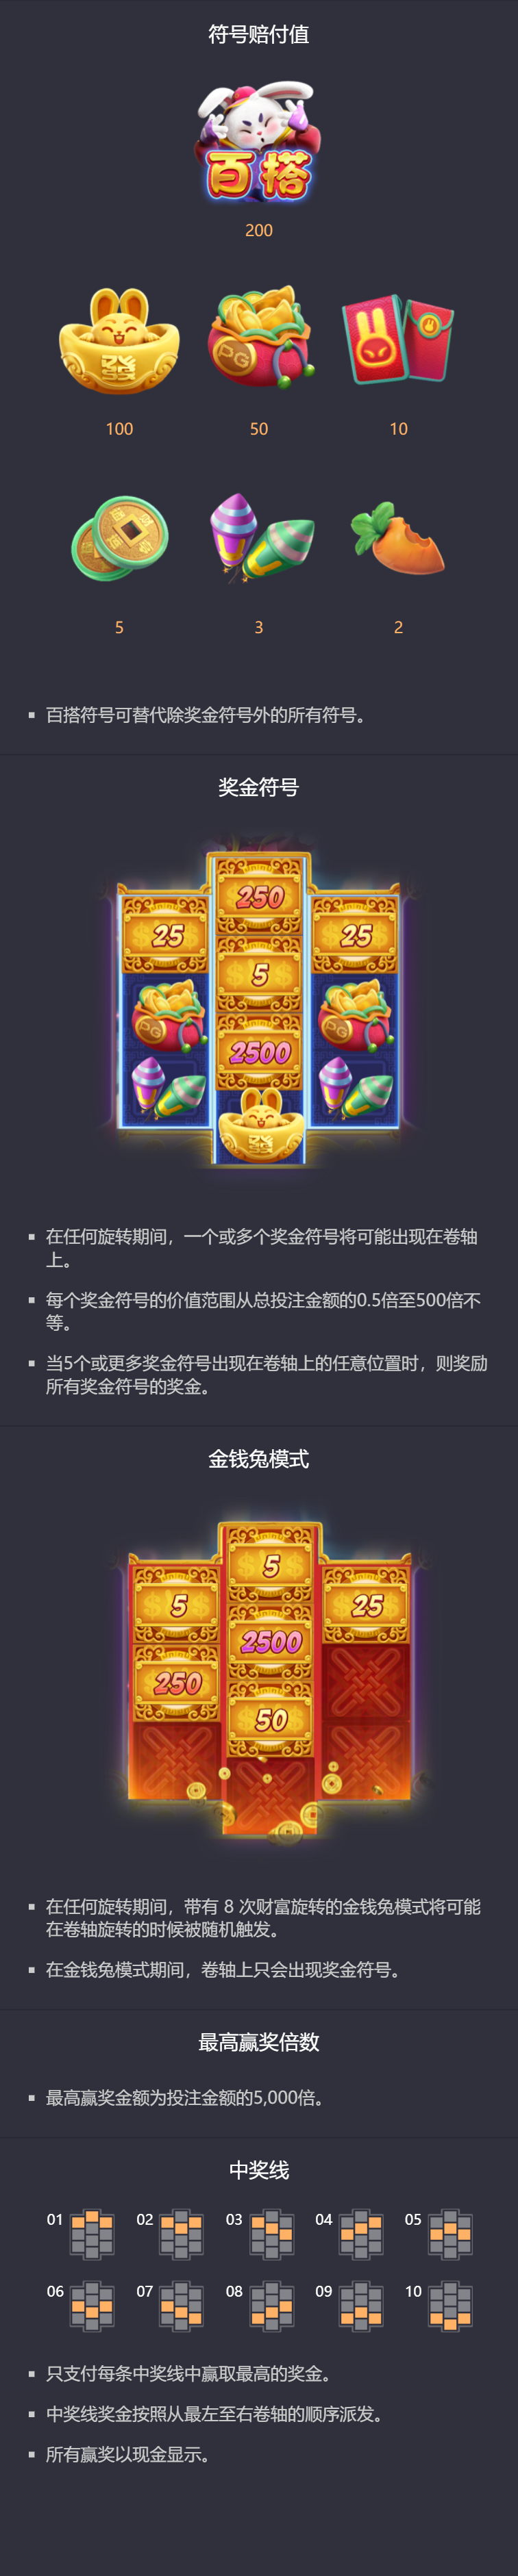 符号赔付值
百搭
200
發
PG
100
50
10
5
3
2
百搭符号可替代除奖金符号外的所有符号。
奖金符号
250
25
25
5
PG
PG
2500
發
在任何旋转期间，一个或多个奖金符号将可能出现在卷轴
上。
每个奖金符号的价值范围从总投注金额的0.5倍至500倍不
等。
当5个或更多奖金符号出现在卷轴上的任意位置时，则奖励
所有奖金符号的奖金。
金钱兔模式
5
5
25
2500
250
50
在任何旋转期间，带有 8 次财富旋转的金钱兔模式将可能
在卷轴旋转的时候被随机触发。
在金钱兔模式期间，卷轴上只会出现奖金符号。
最高赢奖倍数
最高赢奖金额为投注金额的5,000倍。
中奖线
01 02 03 04 05
06 07 08 09 10
只支付每条中奖线中赢取最高的奖金。
中奖线奖金按照从最左至右卷轴的顺序派发。
所有赢奖以现金显示。